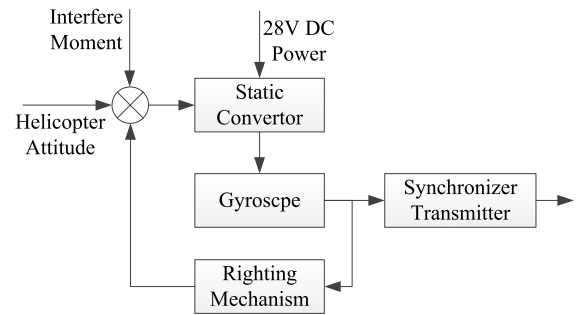 Interfere
Moment
28V DC
Power
Static
Convertor
Helicopter
Attitude
Gyroscpe
Synchronizer
Transmitter
Righting
Mechanism